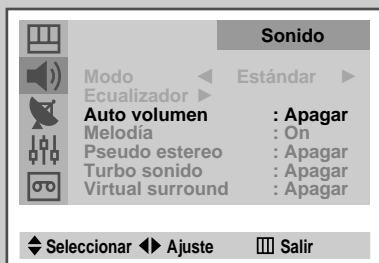 Sonido
Modo ◀ Estándar ▶
Ecualizador ▶
Auto volumen : Apagar
Melodía : On
Pseudo estereo : Apagar
Turbo sonido : Apagar
Virtual surround : Apagar
Seleccionar Ajuste Salir